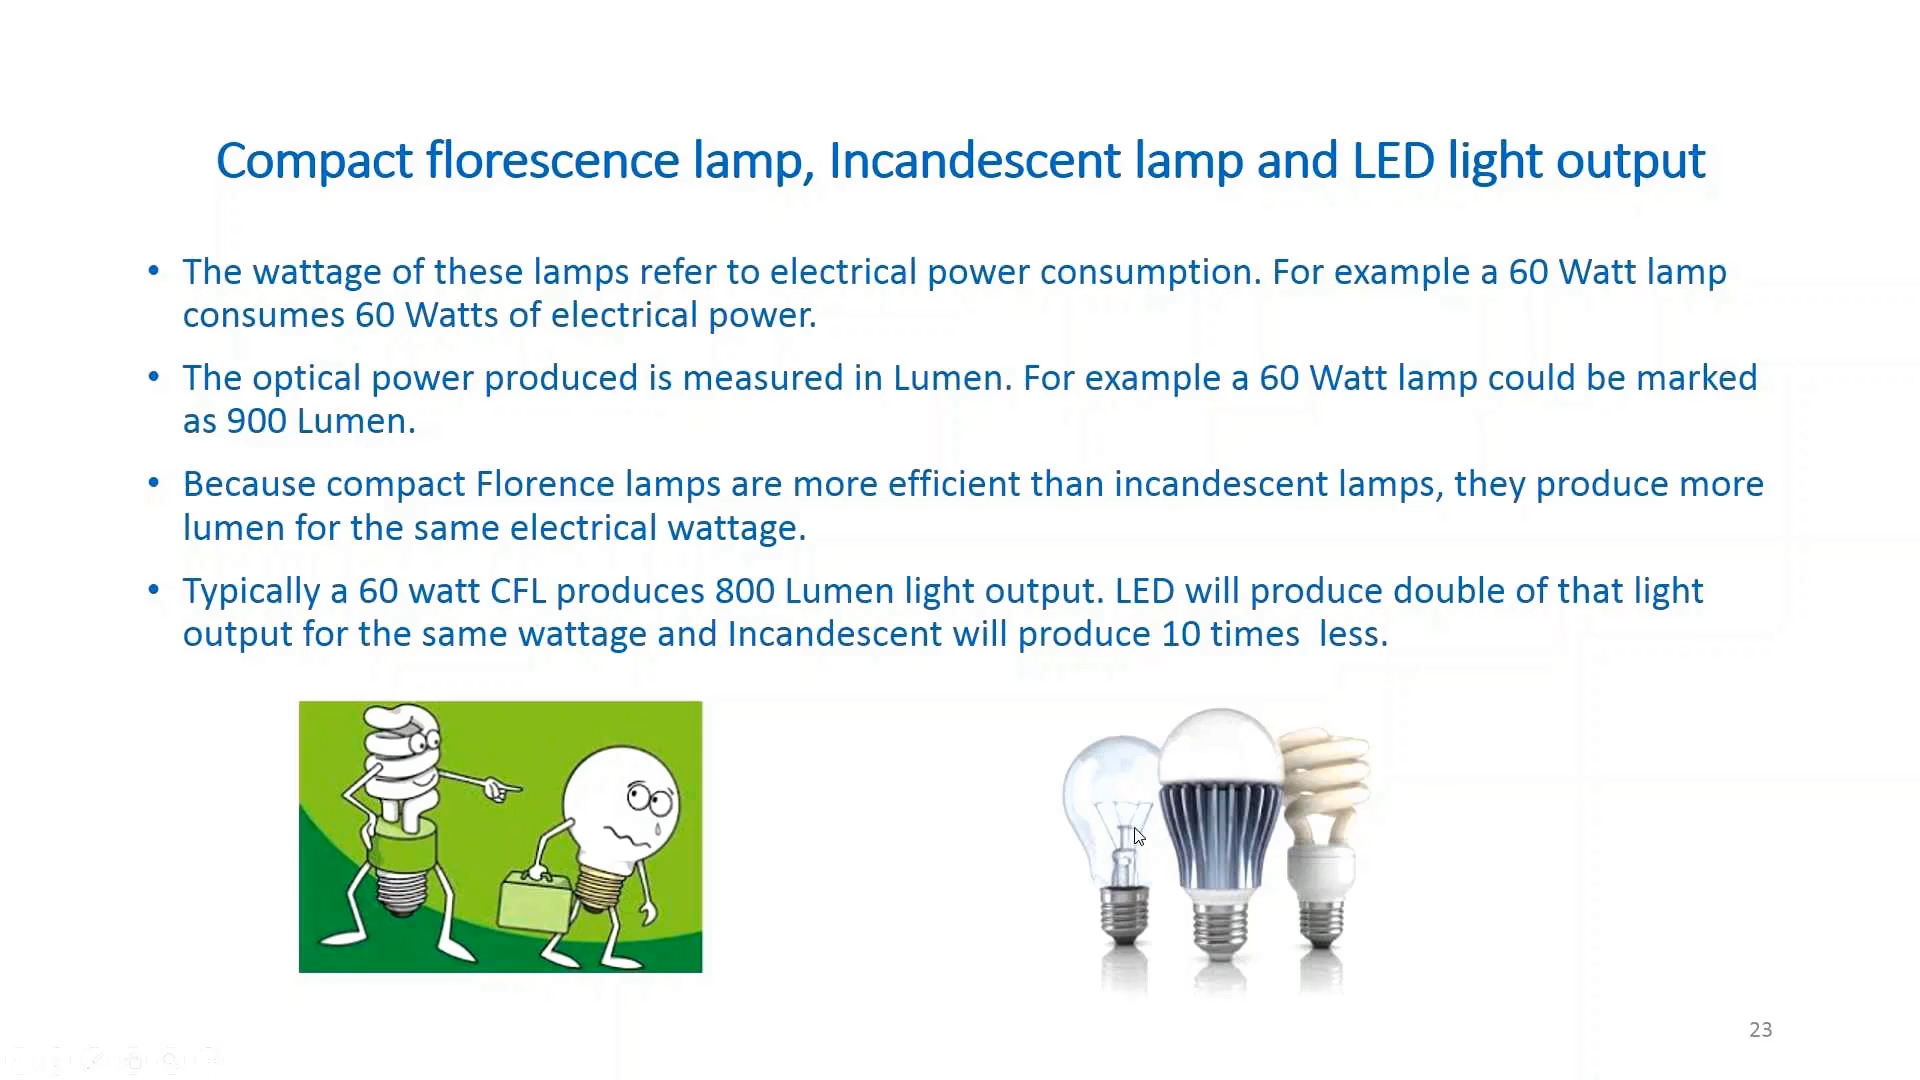 Compact florescence lamp, Incandescent lamp and LED light output
• The wattage of these lamps refer to electrical power consumption. For example a 60 Watt lamp
consumes 60 Watts of electrical power.
• The optical power produced is measured in Lumen. For example a 60 Watt lamp could be marked
as 900 Lumen.
• Because compact Florence lamps are more efficient than incandescent lamps, they produce more
lumen for the same electrical wattage.
• Typically a 60 watt CFL produces 800 Lumen light output. LED will produce double of that light
output for the same wattage and Incandescent will produce 10 times  less.
23